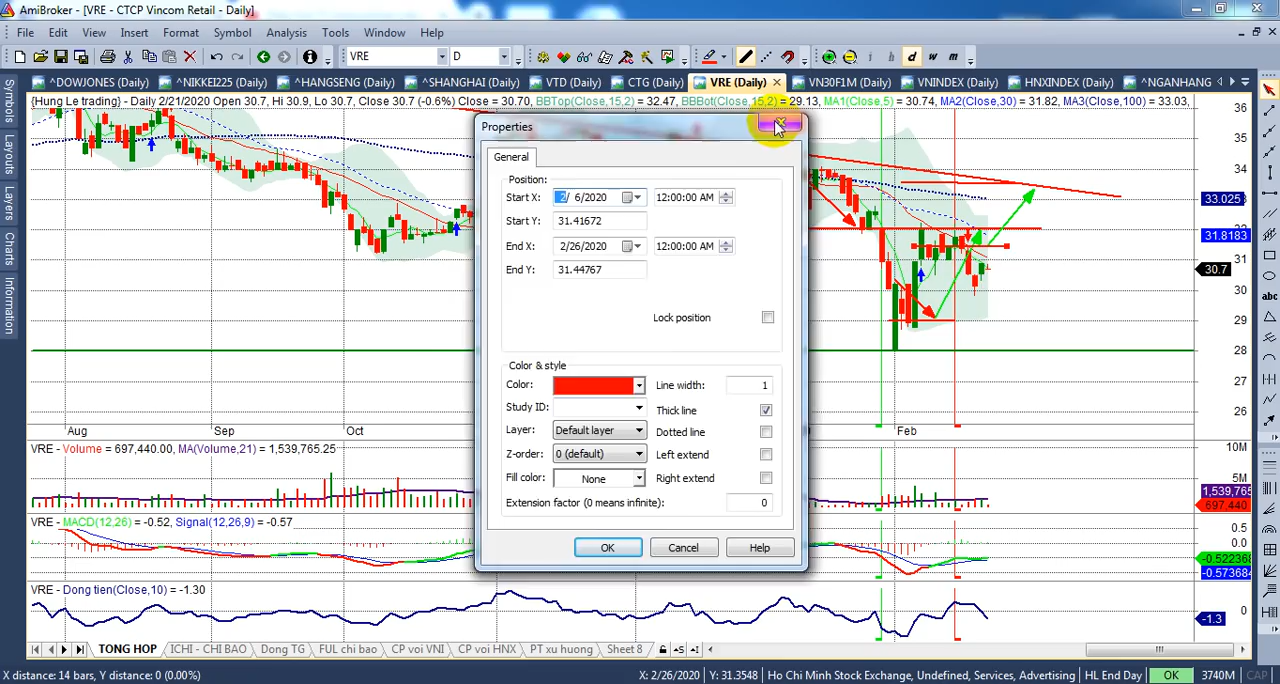 AmiBroker - [VRE - CTCP Vincom Retail - Daily]
File Edit View Insert Format Symbol Analysis Tools Window Help
VRE D d w m
^DOWJONES (Daily) ^NIKKEI225 (Daily) ^HANGSENG (Daily) ^SHANGHAI (Daily) VTD (Daily) CTG (Daily) VRE (Daily) VN30F1M (Daily) VNINDEX (Daily) HNXINDEX (Daily) ^NGANHANG
{Hung Le trading} - Daily 2/21/2020 Open 30.7, Hi 30.9, Lo 30.7, Close 30.7 (-0.6%) Close = 30.70, BBTop(Close,15,2) = 32.47, BBBot(Close,15,2) = 29.13, MA1(Close,5) = 30.74, MA2(Close,30) = 31.82, MA3(Close,100) = 33.03,
Symbols
Layouts
Layers
Charts
Information
Properties
General
Position:
Start X: 2/ 6/2020 12:00:00 AM
Start Y: 31.41672
End X: 2/26/2020 12:00:00 AM
End Y: 31.44767
Lock position
Color & style
Color: Line width: 1
Study ID: Thick line
Layer: Default layer Dotted line
Z-order: 0 (default) Left extend
Fill color: None Right extend
Extension factor (0 means infinite): 0
OK Cancel Help
36
35
34
33.025
31.8183
31
30.7
30
29
28
27
26
abc
Aug Sep Oct Feb
VRE - Volume = 697,440.00, MA(Volume,21) = 1,539,765.25
10M
5M
1,539,765
697,440
VRE - MACD(12,26) = -0.52, Signal(12,26,9) = -0.57
0.5
0.0
-0.522368
-0.573684
VRE - Dong tien(Close,10) = -1.30
0
-1.3
TONG HOP ICHI - CHI BAO Dong TG FUL chi bao CP voi VNI CP voi HNX PT xu huong Sheet 8
X distance: 14 bars, Y distance: 0 (0.00%) X: 2/26/2020 Y: 31.3548 Ho Chi Minh Stock Exchange, Undefined, Services, Advertising HL End Day OK 3740M CAP